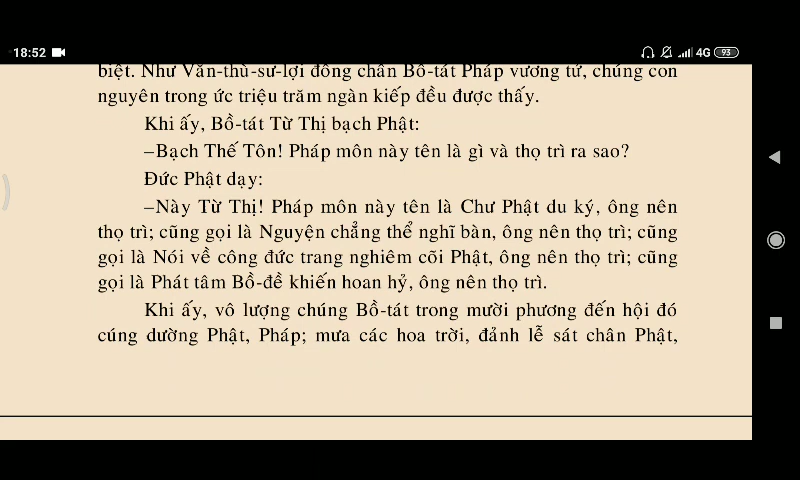 18:52
4G 93
biệt. Như Văn-thù-sư-lợi đồng chân Bồ-tát Pháp vương tử, chúng con
nguyên trong ức triệu trăm ngàn kiếp đều được thấy.
Khi ấy, Bồ-tát Từ Thị bạch Phật:
–Bạch Thế Tôn! Pháp môn này tên là gì và thọ trì ra sao?
Đức Phật dạy:
–Này Từ Thị! Pháp môn này tên là Chư Phật du ký, ông nên
thọ trì; cũng gọi là Nguyện chẳng thể nghĩ bàn, ông nên thọ trì; cũng
gọi là Nói về công đức trang nghiêm cõi Phật, ông nên thọ trì; cũng
gọi là Phát tâm Bồ-đề khiến hoan hỷ, ông nên thọ trì.
Khi ấy, vô lượng chúng Bồ-tát trong mười phương đến hội đó
cúng dường Phật, Pháp; mưa các hoa trời, đảnh lễ sát chân Phật,